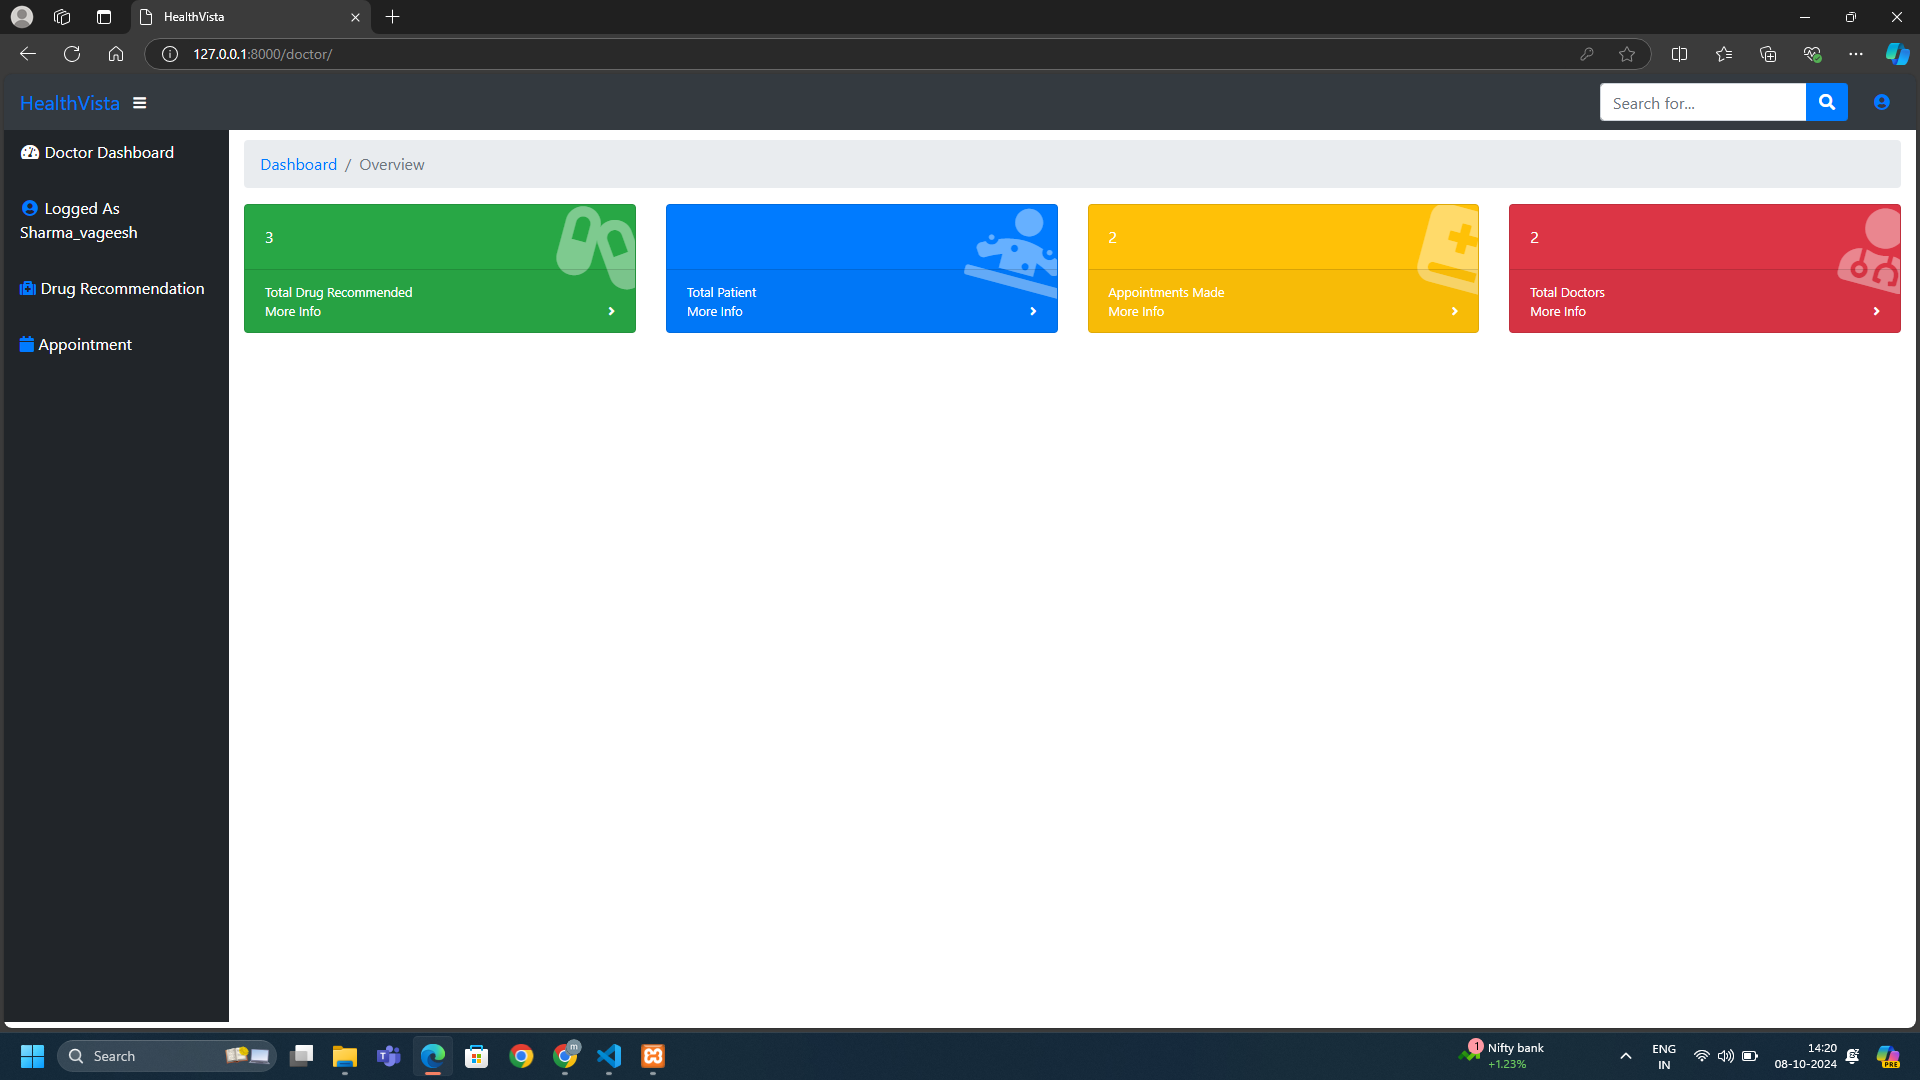 HealthVista
127.0.0.1:8000/doctor/
HealthVista
Search for...
Doctor Dashboard
Logged As
Sharma_vageesh
Drug Recommendation
Appointment
Dashboard / Overview
3
Total Drug Recommended
More Info
Total Patient
More Info
2
Appointments Made
More Info
2
Total Doctors
More Info
Search
m
1
Nifty bank
+1.23%
ENG
IN
14:20
08-10-2024
PRE